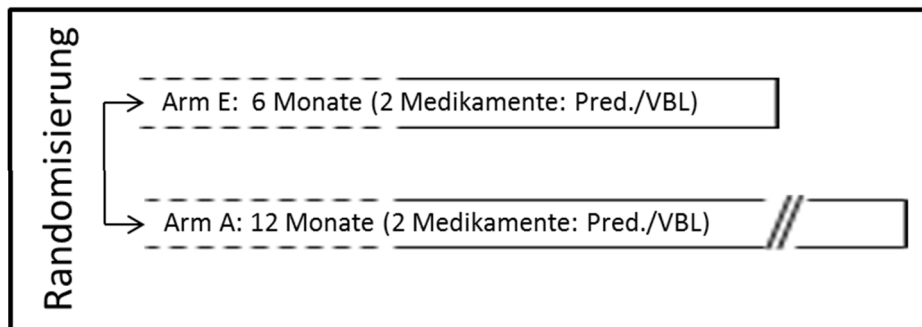 Randomisierung
Arm E: 6 Monate (2 Medikamente: Pred./VBL)
Arm A: 12 Monate (2 Medikamente: Pred./VBL)